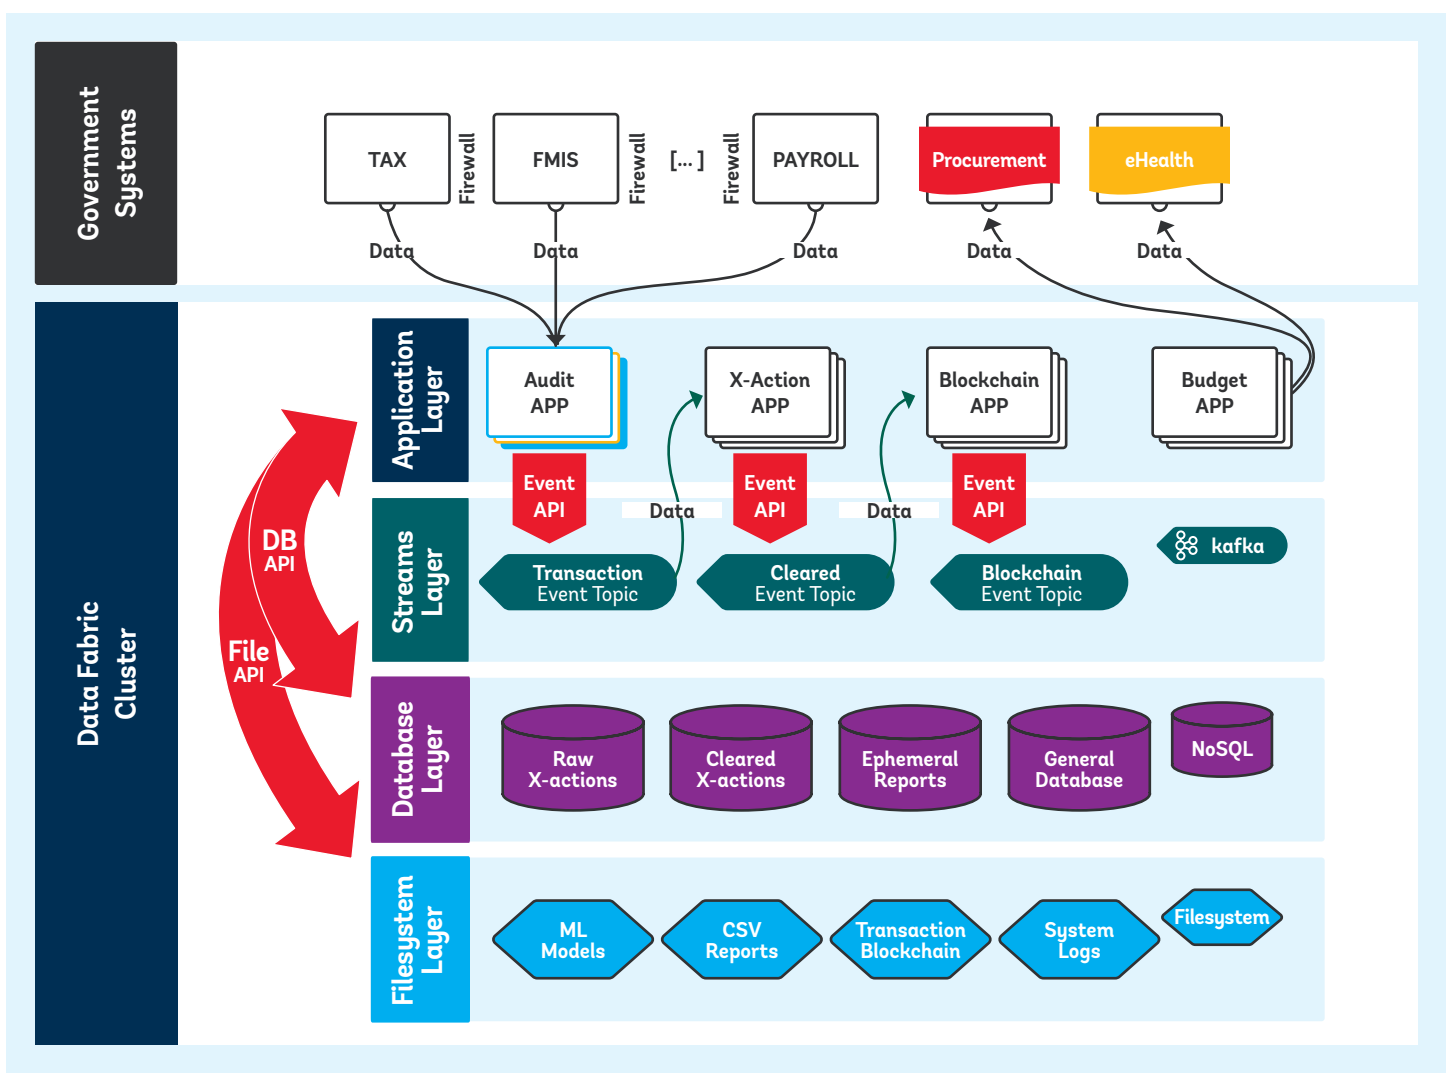 Government
Systems
TAX
Firewall
FMIS
Firewall
[... ]
Firewall
PAYROLL
Procurement
eHealth
Data
Data
Data
Data
Data
Data Fabric
Cluster
Application
Layer
Audit
APP
X-Action
APP
Blockchain
APP
Budget
APP
Event
API
Event
API
Event
API
Data
Data
DB
API
File
API
Streams
Layer
Transaction
Event Topic
Cleared
Event Topic
Blockchain
Event Topic
kafka
Database
Layer
Raw
X-actions
Cleared
X-actions
Ephemeral
Reports
General
Database
NoSQL
Filesystem
Layer
ML
Models
CSV
Reports
Transaction
Blockchain
System
Logs
Filesystem